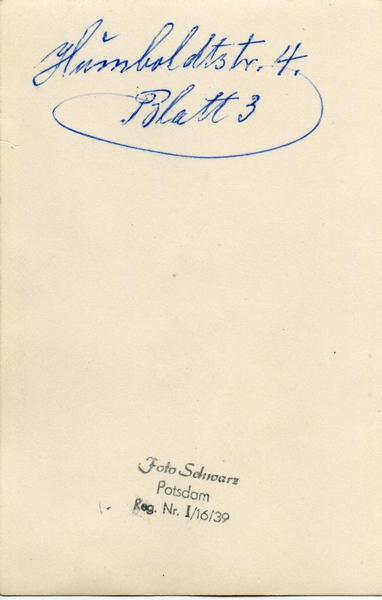 Humboldtstr. 4.
Blatt 3
Foto Schwarz
Potsdam
Reg. Nr. I/16/39